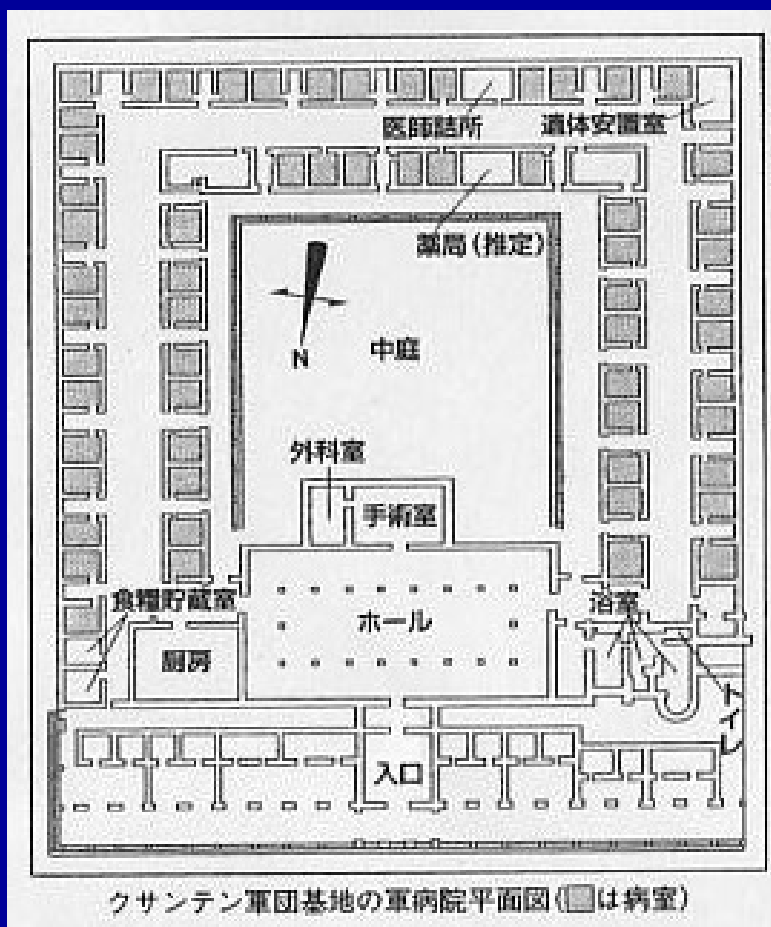 医師詰所
遺体安置室
薬局(推定)
N
中庭
外科室
手術室
食糧貯蔵室
ホール
浴室
厨房
トイレ
入口
クサンテン軍団基地の軍病院平面図(▒は病室)